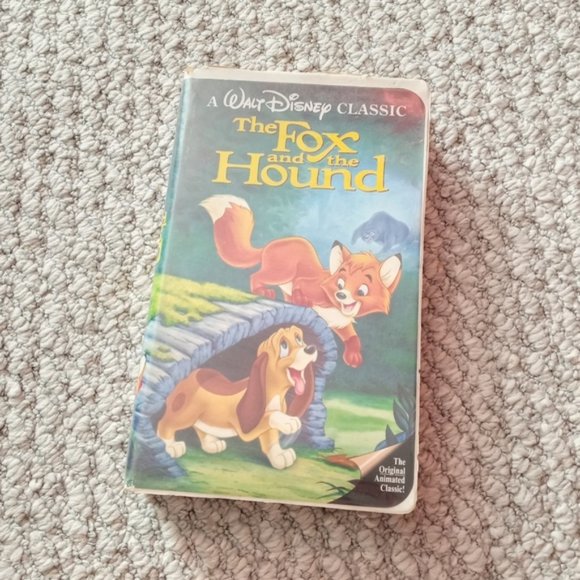 A WALT DISNEY CLASSIC
The Fox
and the
Hound
The
Original
Animated
Classic!